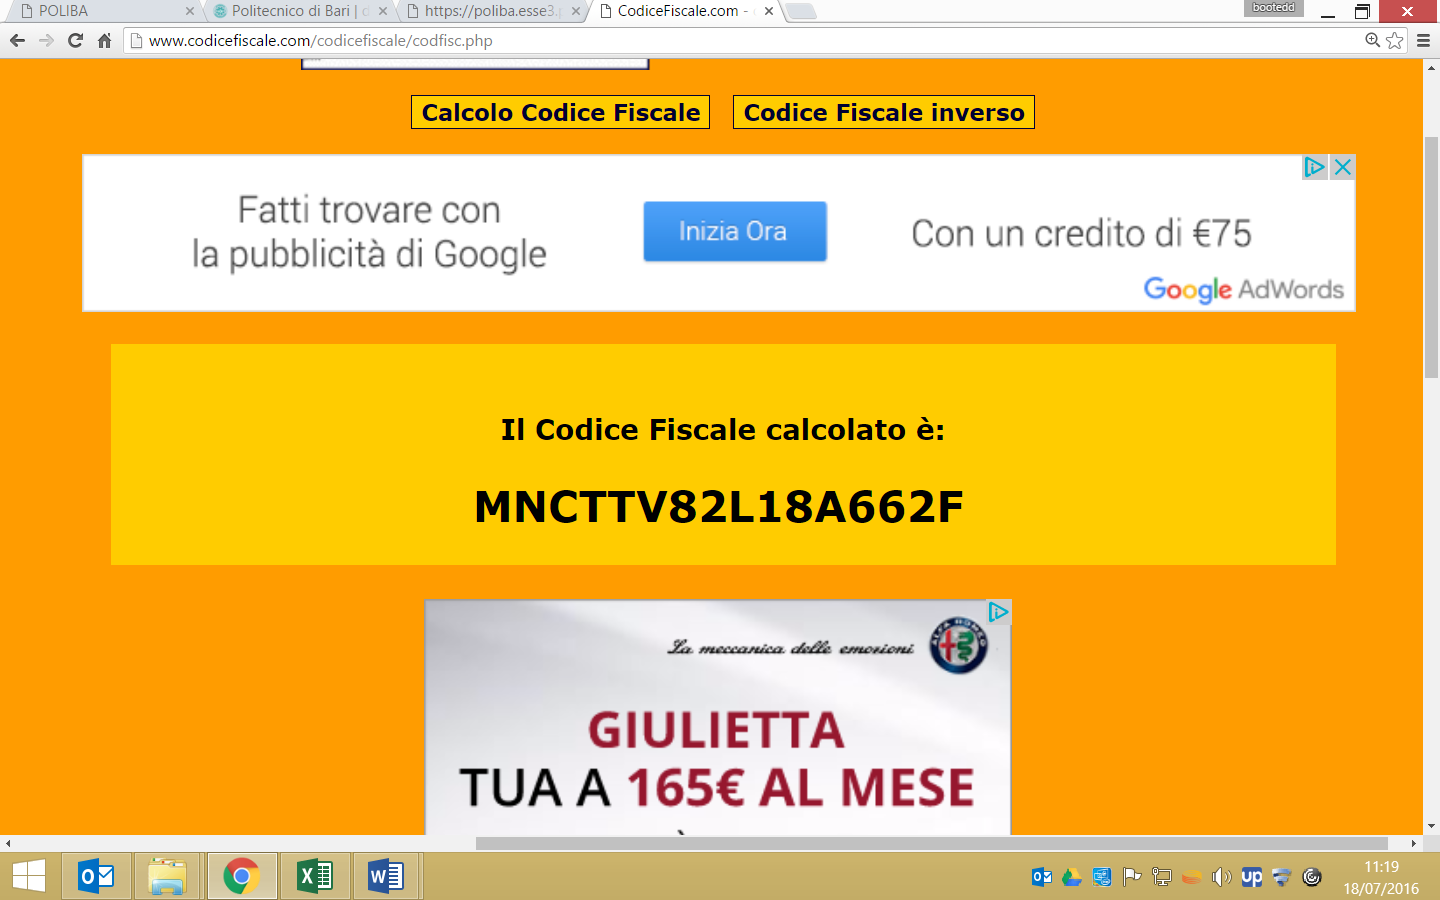 POLIBA
Politecnico di Bari | d
https://poliba.esse3.
CodiceFiscale.com -
bootedd
www.codicefiscale.com/codicefiscale/codfisc.php
Calcolo Codice Fiscale
Codice Fiscale inverso
Fatti trovare con
la pubblicità di Google
Inizia Ora
Con un credito di €75
Google AdWords
Il Codice Fiscale calcolato è:
MNCTTV82L18A662F
La meccanica delle emozioni
ALFA ROMEO
GIULIETTA
TUA A 165€ AL MESE
up
11:19
18/07/2016